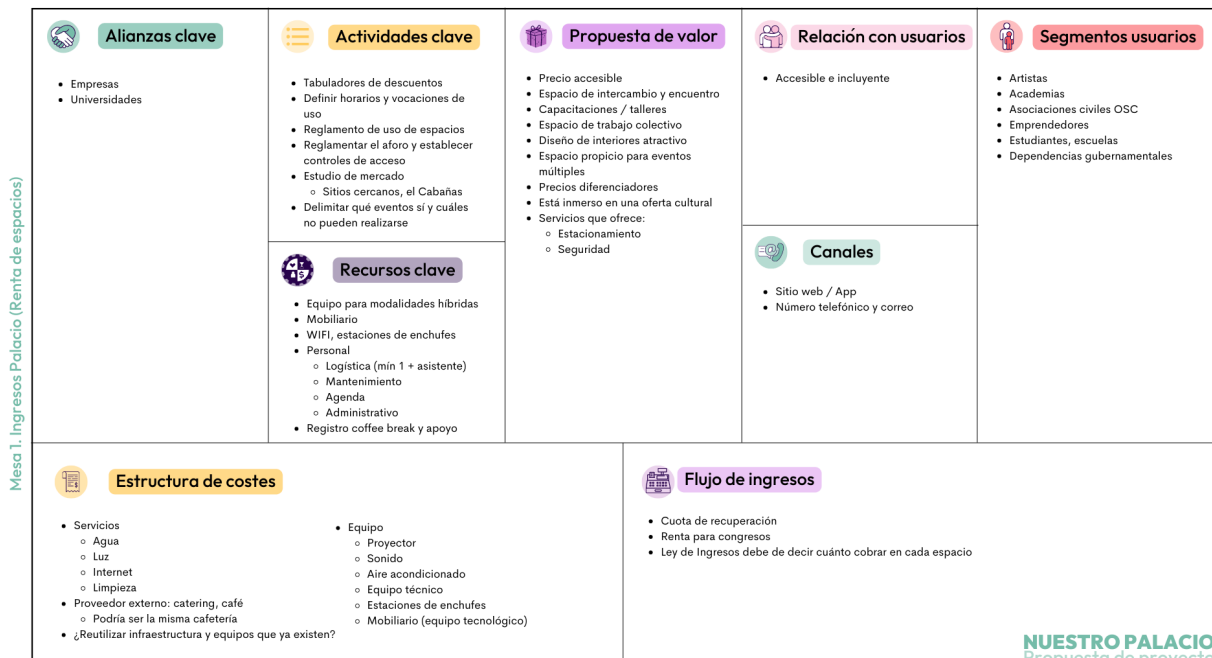 Mesa 1. Ingresos Palacio (Renta de espacios)
Alianzas clave
Empresas
Universidades
Actividades clave
Tabuladores de descuentos
Definir horarios y vocaciones de
uso
Reglamento de uso de espacios
Reglamentar el aforo y establecer
controles de acceso
Estudio de mercado
Sitios cercanos, el Cabañas
Delimitar qué eventos sí y cuáles
no pueden realizarse
Recursos clave
Equipo para modalidades híbridas
Mobiliario
WIFI, estaciones de enchufes
Personal
Logística (mín 1 + asistente)
Mantenimiento
Agenda
Administrativo
Registro coffee break y apoyo
Propuesta de valor
Precio accesible
Espacio de intercambio y encuentro
Capacitaciones / talleres
Espacio de trabajo colectivo
Diseño de interiores atractivo
Espacio propicio para eventos
múltiples
Precios diferenciadores
Está inmerso en una oferta cultural
Servicios que ofrece:
Estacionamiento
Seguridad
Relación con usuarios
Accesible e incluyente
Canales
Sitio web / App
Número telefónico y correo
Segmentos usuarios
Artistas
Academias
Asociaciones civiles OSC
Emprendedores
Estudiantes, escuelas
Dependencias gubernamentales
Estructura de costes
Servicios
Agua
Luz
Internet
Limpieza
Proveedor externo: catering, café
Podría ser la misma cafetería
¿Reutilizar infraestructura y equipos que ya existen?
Equipo
Proyector
Sonido
Aire acondicionado
Equipo técnico
Estaciones de enchufes
Mobiliario (equipo tecnológico)
Flujo de ingresos
Cuota de recuperación
Renta para congresos
Ley de Ingresos debe de decir cuánto cobrar en cada espacio
NUESTRO PALACIO
Propuesta de proyecto